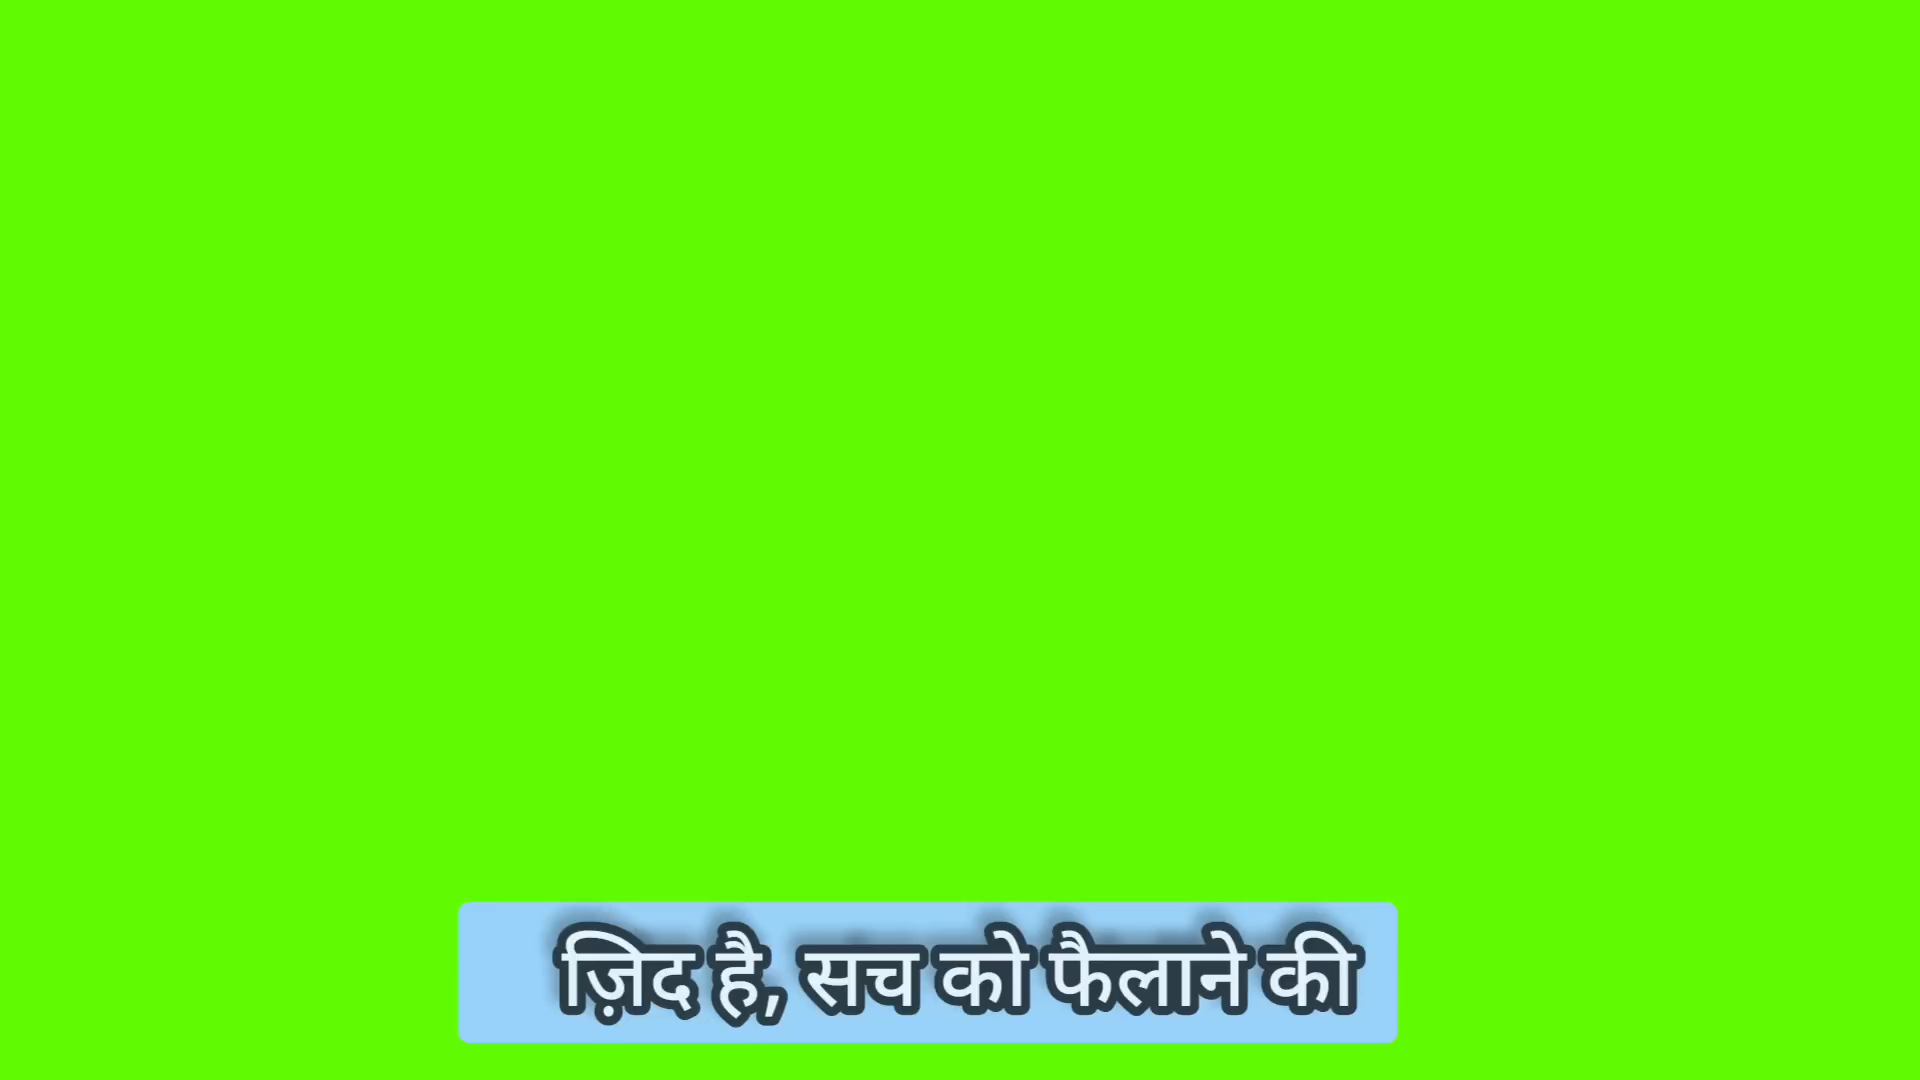 ज़िद है, सच को फैलाने की